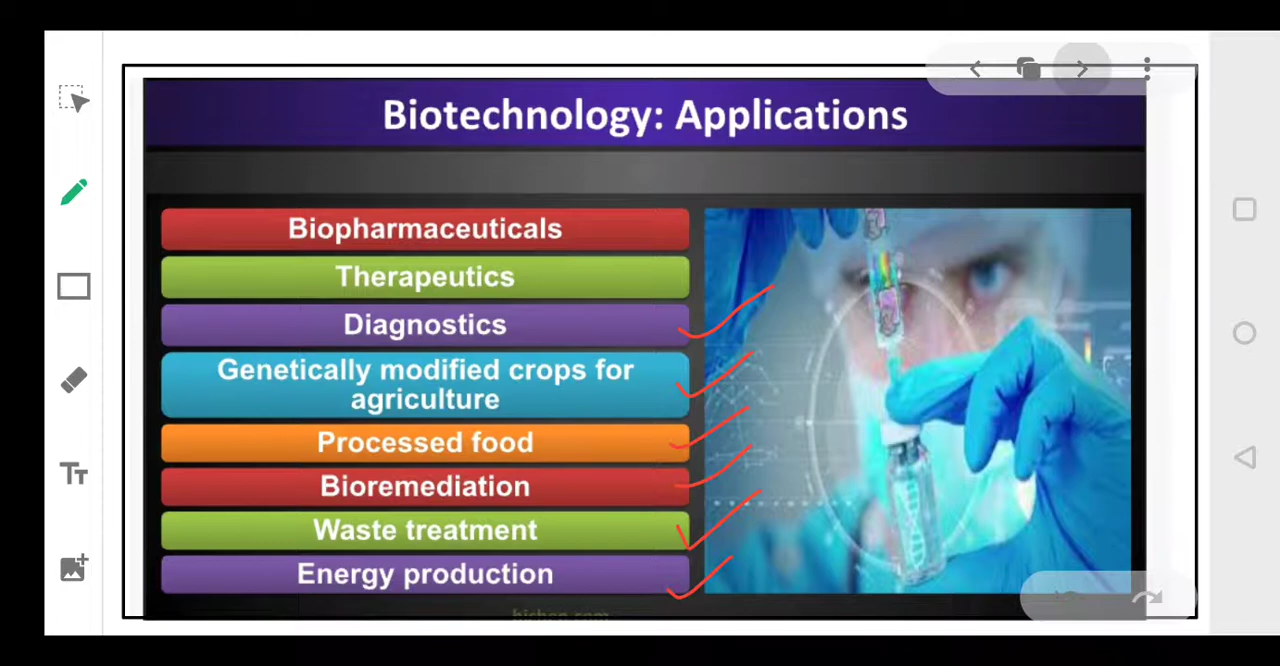 Biotechnology: Applications
Biopharmaceuticals
Therapeutics
Diagnostics
Genetically modified crops for
agriculture
Processed food
Bioremediation
Waste treatment
Energy production